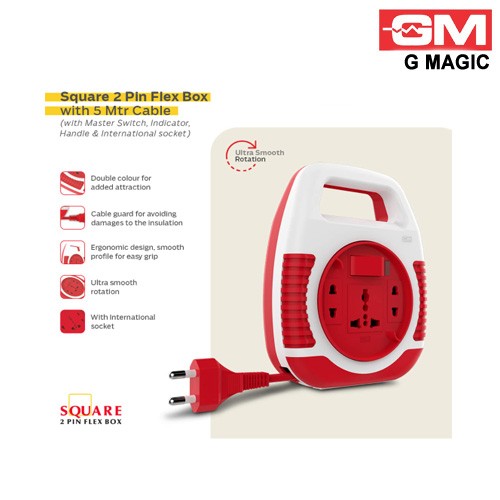 GM
G MAGIC
Square 2 Pin Flex Box
with 5 Mtr Cable
(with Master Switch, Indicator,
Handle & International socket)
Ultra Smooth
Rotation
Double colour for
added attraction
Cable guard for avoiding
damages to the insulation
Ergonomic design, smooth
profile for easy grip
Ultra smooth
rotation
With International
socket
SQUARE
2 PIN FLEX BOX